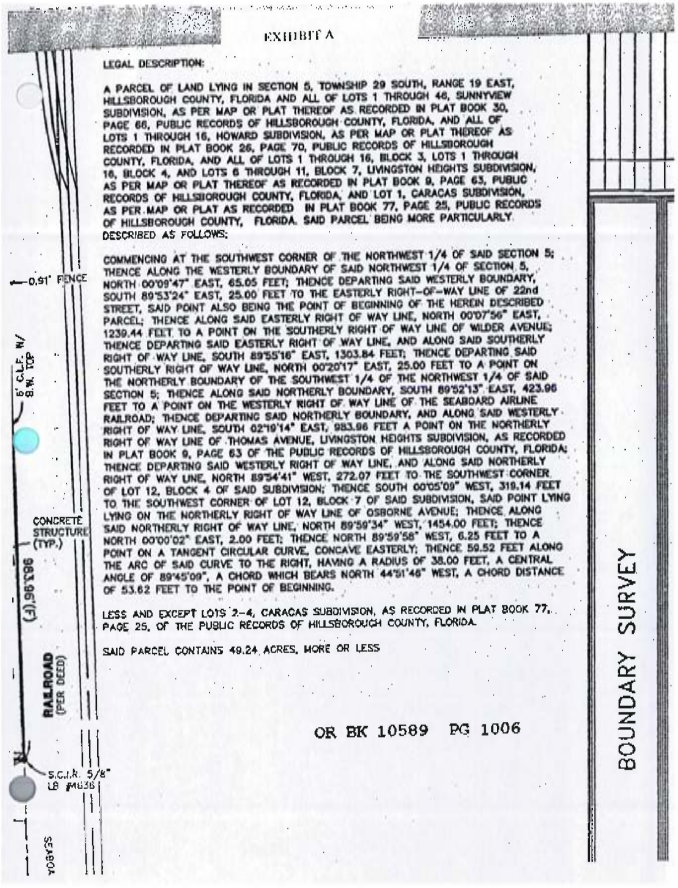 EXHIBIT A
LEGAL DESCRIPTION:
A PARCEL OF LAND LYING IN SECTION 5, TOWNSHIP 29 SOUTH, RANGE 19 EAST,
HILLSBOROUGH COUNTY, FLORIDA AND ALL OF LOTS 1 THROUGH 46, SUNNYVIEW
SUBDIVISION, AS PER MAP OR PLAT THEREOF AS RECORDED IN PLAT BOOK 30,
PAGE 66, PUBLIC RECORDS OF HILLSBOROUGH COUNTY, FLORIDA, AND ALL OF
LOTS 1 THROUGH 16, HOWARD SUBDIVISION, AS PER MAP OR PLAT THEREOF AS
RECORDED IN PLAT BOOK 26, PAGE 70, PUBLIC RECORDS OF HILLSBOROUGH
COUNTY, FLORIDA, AND ALL OF LOTS 1 THROUGH 16, BLOCK 3, LOTS 1 THROUGH
16, BLOCK 4, AND LOTS 6 THROUGH 11, BLOCK 7, LIVINGSTON HEIGHTS SUBDIVISION,
AS PER MAP OR PLAT THEREOF AS RECORDED IN PLAT BOOK 9, PAGE 63, PUBLIC
RECORDS OF HILLSBOROUGH COUNTY, FLORIDA, AND LOT 1, CARACAS SUBDIVISION,
AS PER MAP OR PLAT AS RECORDED IN PLAT BOOK 77, PAGE 25, PUBLIC RECORDS
OF HILLSBOROUGH COUNTY, FLORIDA. SAID PARCEL BEING MORE PARTICULARLY
DESCRIBED AS FOLLOWS:
COMMENCING AT THE SOUTHWEST CORNER OF THE NORTHWEST 1/4 OF SAID SECTION 5;
THENCE ALONG THE WESTERLY BOUNDARY OF SAID NORTHWEST 1/4 OF SECTION 5,
NORTH 00°09'47" EAST, 65.05 FEET; THENCE DEPARTING SAID WESTERLY BOUNDARY,
SOUTH 89°53'24" EAST, 25.00 FEET TO THE EASTERLY RIGHT-OF-WAY LINE OF 22nd
STREET, SAID POINT ALSO BEING THE POINT OF BEGINNING OF THE HEREIN DESCRIBED
PARCEL; THENCE ALONG SAID EASTERLY RIGHT OF WAY LINE, NORTH 00°07'56" EAST,
1239.44 FEET TO A POINT ON THE SOUTHERLY RIGHT OF WAY LINE OF WILDER AVENUE;
THENCE DEPARTING SAID EASTERLY RIGHT OF WAY LINE, AND ALONG SAID SOUTHERLY
RIGHT OF WAY LINE, SOUTH 89°55'16" EAST, 1303.84 FEET; THENCE DEPARTING SAID
SOUTHERLY RIGHT OF WAY LINE, NORTH 00°20'17" EAST, 25.00 FEET TO A POINT ON
THE NORTHERLY BOUNDARY OF THE SOUTHWEST 1/4 OF THE NORTHWEST 1/4 OF SAID
SECTION 5; THENCE ALONG SAID NORTHERLY BOUNDARY, SOUTH 89°52'13" EAST, 423.96
FEET TO A POINT ON THE WESTERLY RIGHT OF WAY LINE OF THE SEABOARD AIRLINE
RAILROAD; THENCE DEPARTING SAID NORTHERLY BOUNDARY, AND ALONG SAID WESTERLY
RIGHT OF WAY LINE, SOUTH 02°19'14" EAST, 983.96 FEET A POINT ON THE NORTHERLY
RIGHT OF WAY LINE OF THOMAS AVENUE, LIVINGSTON HEIGHTS SUBDIVISION, AS RECORDED
IN PLAT BOOK 9, PAGE 63 OF THE PUBLIC RECORDS OF HILLSBOROUGH COUNTY, FLORIDA;
THENCE DEPARTING SAID WESTERLY RIGHT OF WAY LINE, AND ALONG SAID NORTHERLY
RIGHT OF WAY LINE, NORTH 89°54'41" WEST, 272.07 FEET TO THE SOUTHWEST CORNER
OF LOT 12, BLOCK 4 OF SAID SUBDIVISION; THENCE SOUTH 00°05'09" WEST, 319.14 FEET
TO THE SOUTHWEST CORNER OF LOT 12, BLOCK 7 OF SAID SUBDIVISION, SAID POINT LYING
LYING ON THE NORTHERLY RIGHT OF WAY LINE OF OSBORNE AVENUE; THENCE ALONG
SAID NORTHERLY RIGHT OF WAY LINE, NORTH 89°59'34" WEST, 1454.00 FEET; THENCE
NORTH 00°00'02" EAST, 2.00 FEET; THENCE NORTH 89°59'58" WEST, 6.25 FEET TO A
POINT ON A TANGENT CIRCULAR CURVE, CONCAVE EASTERLY; THENCE 59.52 FEET ALONG
THE ARC OF SAID CURVE TO THE RIGHT, HAVING A RADIUS OF 38.00 FEET, A CENTRAL
ANGLE OF 89°45'09", A CHORD WHICH BEARS NORTH 44°51'46" WEST, A CHORD DISTANCE
OF 53.62 FEET TO THE POINT OF BEGINNING.
LESS AND EXCEPT LOTS 2-4, CARACAS SUBDIVISION, AS RECORDED IN PLAT BOOK 77,
PAGE 25, OF THE PUBLIC RECORDS OF HILLSBOROUGH COUNTY, FLORIDA.
SAID PARCEL CONTAINS 49.24 ACRES, MORE OR LESS
OR BK 10589 PG 1006
0.91' FENCE
6' C.L.F. W/
B.W. TOP
CONCRETE
STRUCTURE
(TYP.)
983.96'(F)
RAILROAD
(PER DEED)
S.C.I.R. 5/8"
LB
SEABOA
BOUNDARY SURVEY